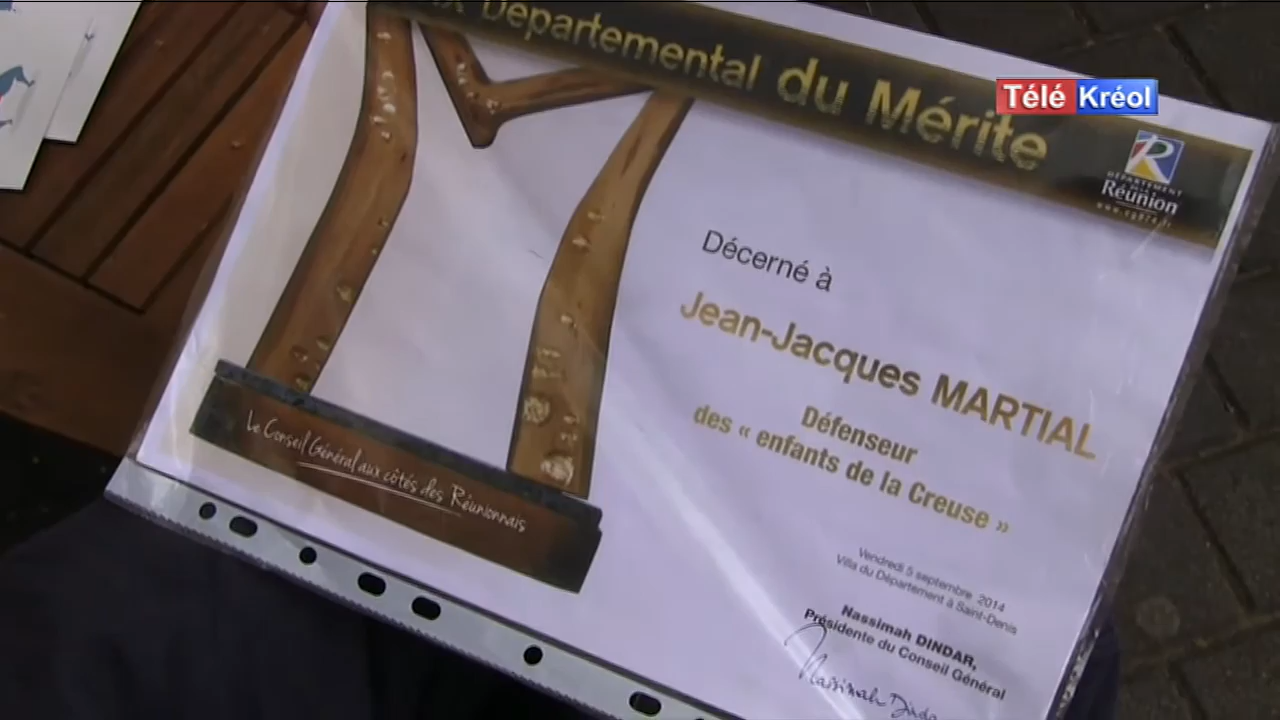 Départemental du Mérite
Télé Kréol
DÉPARTEMENT
Réunion
Décerné à
Jean-Jacques MARTIAL
Défenseur
des « enfants de la Creuse »
Le Conseil Général aux côtés des Réunionnais
Vendredi 5 septembre 2014
Villa du Département à Saint-Denis
Nassimah DINDAR,
Présidente du Conseil Général